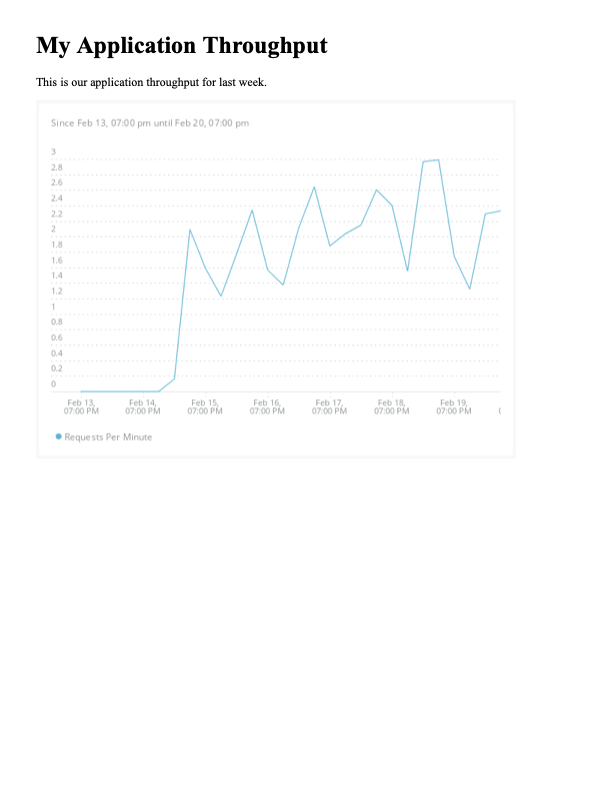 My Application Throughput
This is our application throughput for last week.
Since Feb 13, 07:00 pm until Feb 20, 07:00 pm
3
2.8
2.6
2.4
2.2
2
1.8
1.6
1.4
1.2
1
0.8
0.6
0.4
0.2
0
Feb 13, Feb 14, Feb 15, Feb 16, Feb 17, Feb 18, Feb 19,
07:00 PM 07:00 PM 07:00 PM 07:00 PM 07:00 PM 07:00 PM 07:00 PM
Requests Per Minute